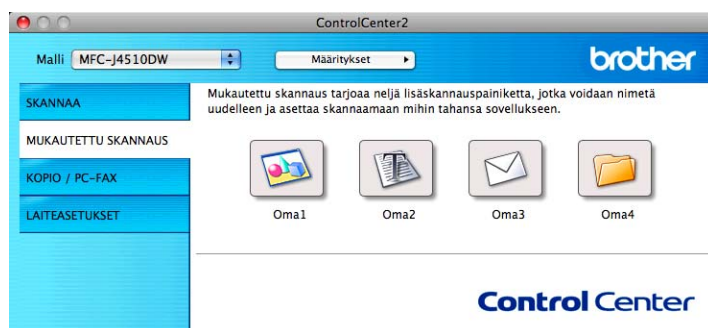 ControlCenter2
Malli MFC-J4510DW Määritykset brother
SKANNAA
MUKAUTETTU SKANNAUS
KOPIO / PC-FAX
LAITEASETUKSET
Mukautettu skannaus tarjoaa neljä lisäskannauspainiketta, jotka voidaan nimetä
uudelleen ja asettaa skannaamaan mihin tahansa sovellukseen.
T
Oma1 Oma2 Oma3 Oma4
Control Center